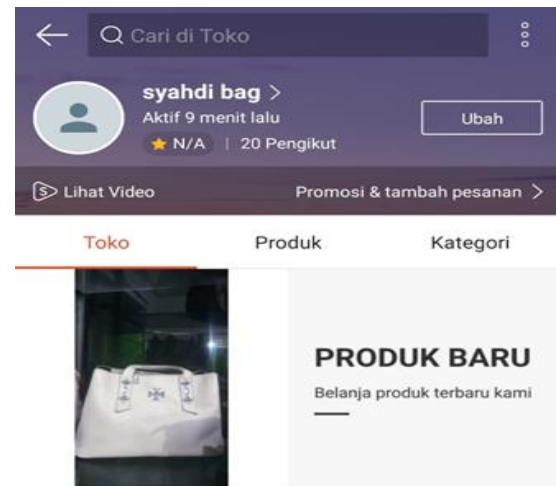 Cari di Toko
syahdi bag >
Aktif 9 menit lalu
N/A | 20 Pengikut
Ubah
Lihat Video
Promosi & tambah pesanan >
Toko Produk Kategori
PRODUK BARU
Belanja produk terbaru kami